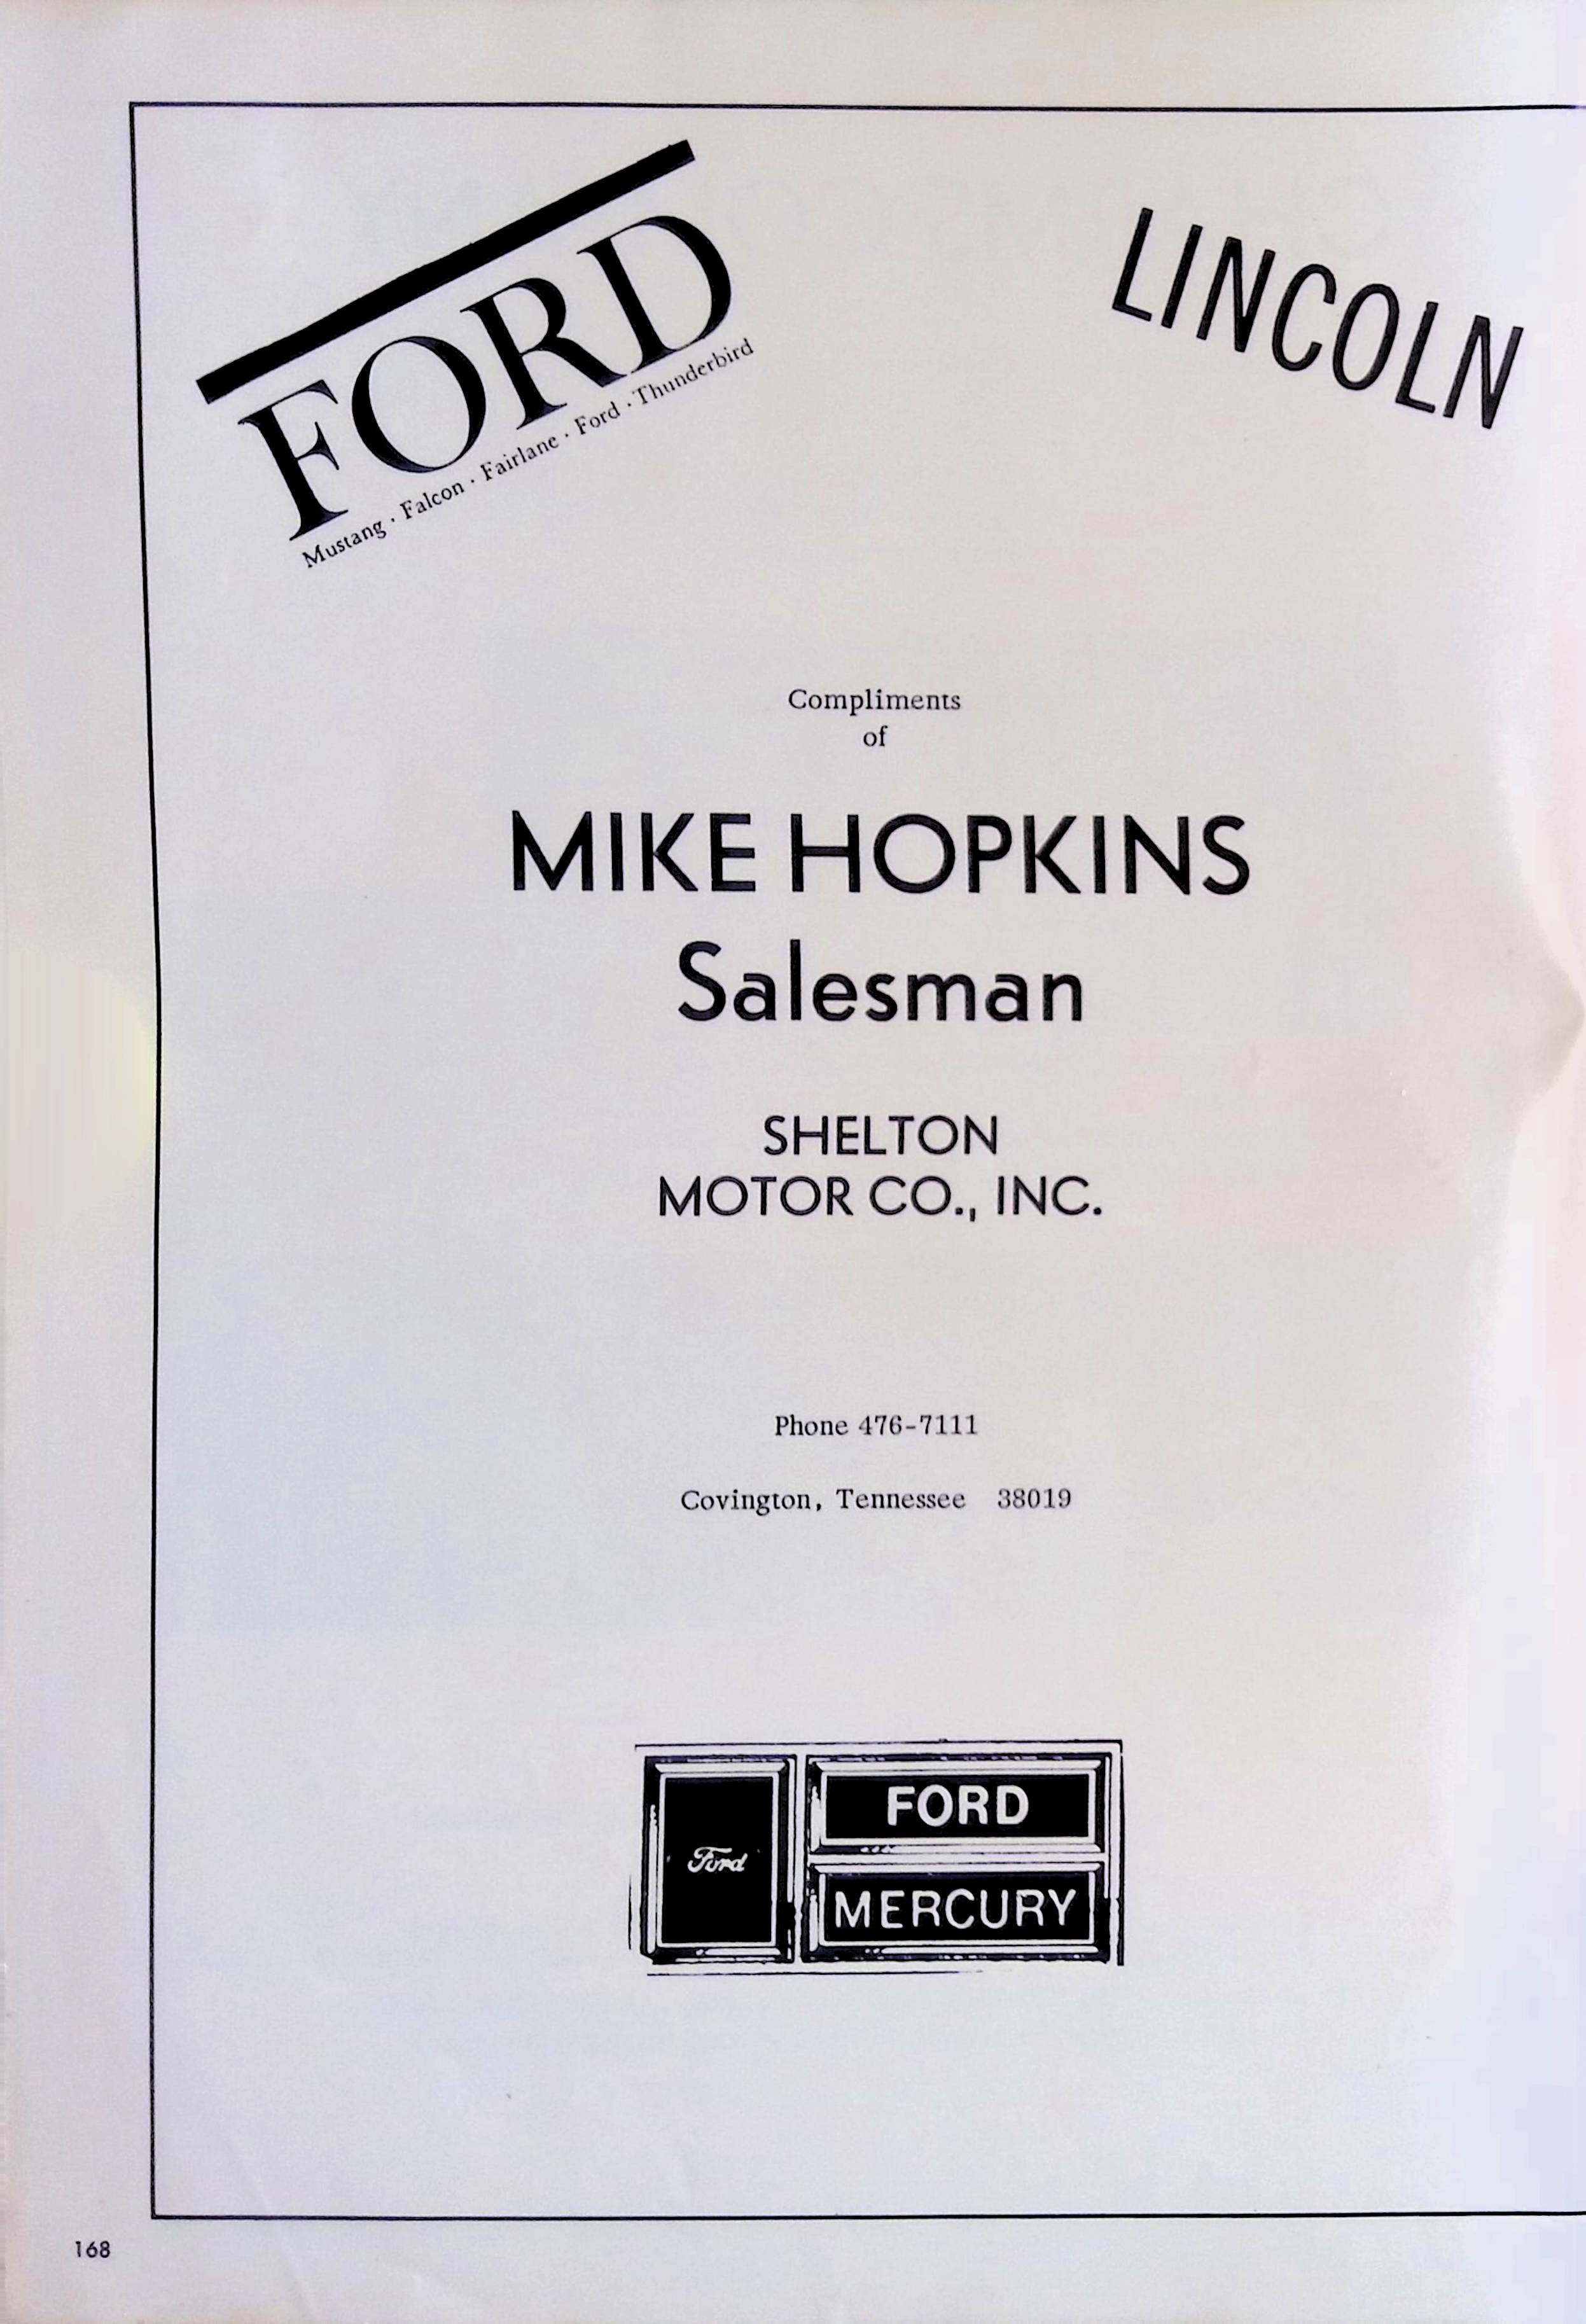 FORD
Mustang · Falcon · Fairlane · Ford · Thunderbird
LINCOLN
Compliments
of
MIKE HOPKINS
Salesman
SHELTON
MOTOR CO., INC.
Phone 476-7111
Covington, Tennessee 38019
Ford
FORD
MERCURY
168